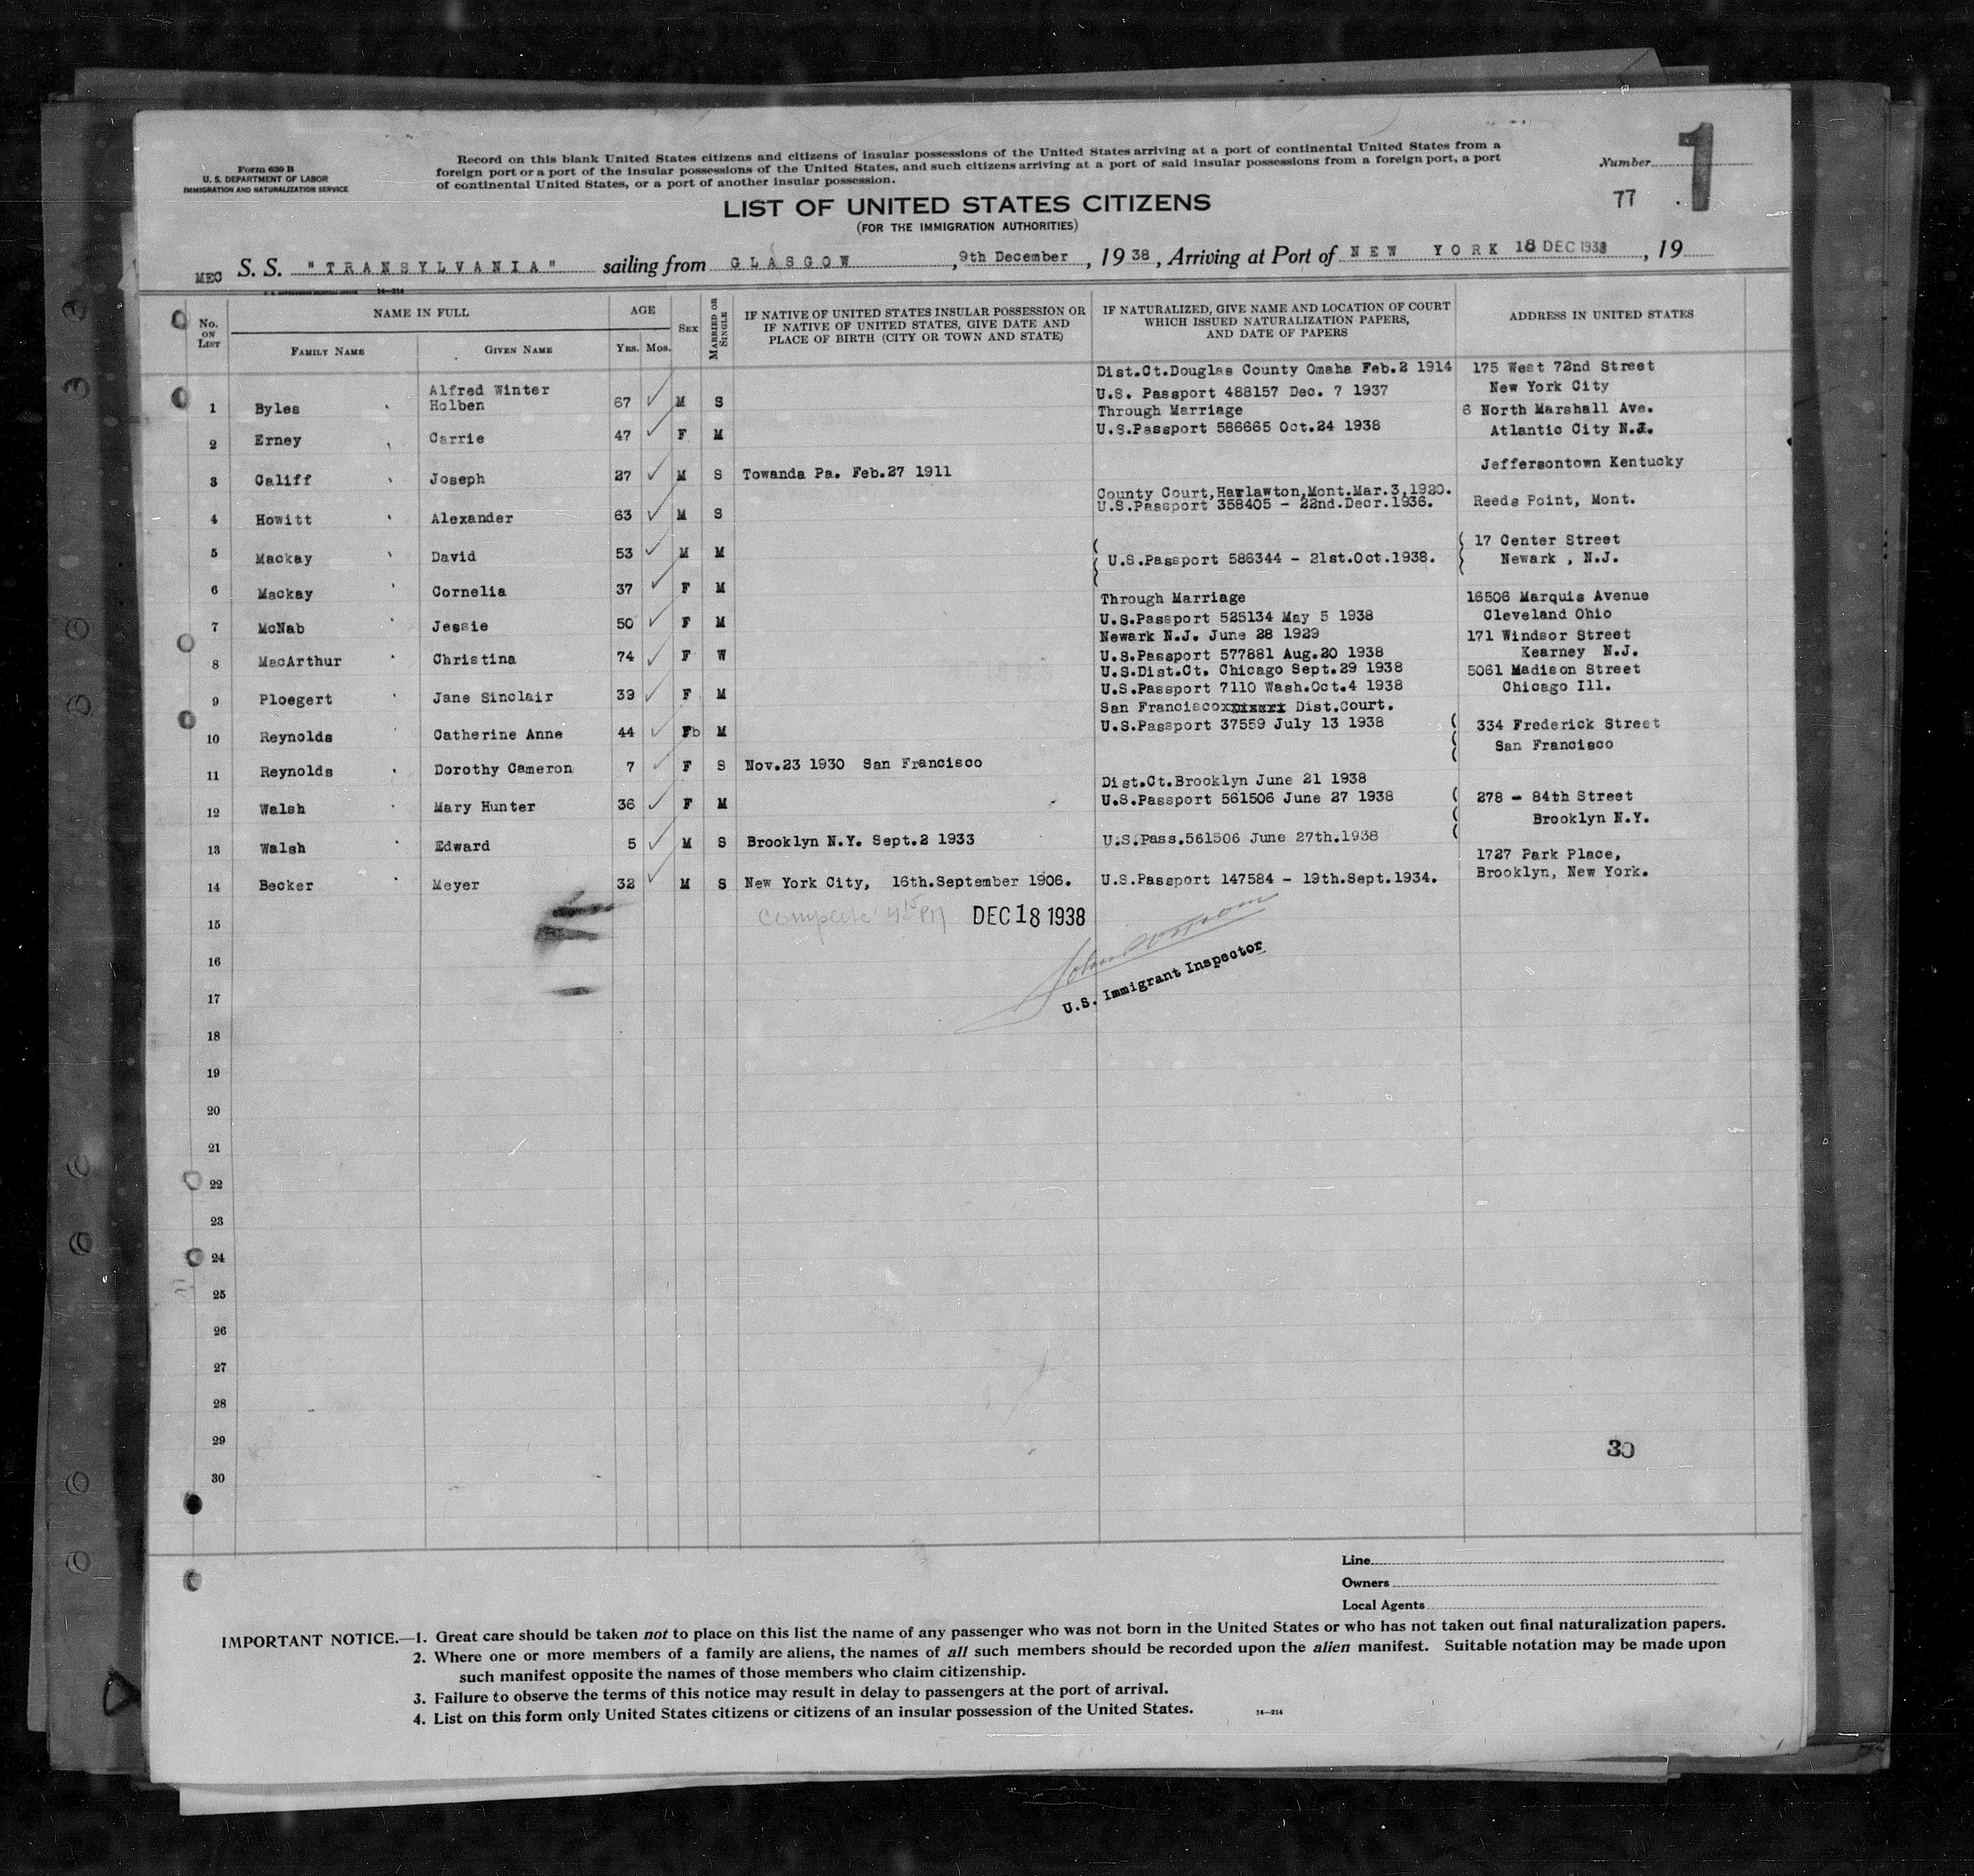 Form 630 B
U. S. DEPARTMENT OF LABOR
IMMIGRATION AND NATURALIZATION SERVICE
Record on this blank United States citizens and citizens of insular possessions of the United States arriving at a port of continental United States from a
foreign port or a port of the insular possessions of the United States, and such citizens arriving at a port of said insular possessions from a foreign port, a port
of continental United States, or a port of another insular possession.
Number
1
77
LIST OF UNITED STATES CITIZENS
(FOR THE IMMIGRATION AUTHORITIES)
MEC S. S. "TRANSYLVANIA" sailing from GLASGOW, 9th December, 1938, Arriving at Port of NEW YORK 18 DEC 1938, 19
14—214
No. ON LIST
NAME IN FULL
FAMILY NAME
GIVEN NAME
AGE
YRS. MOS.
SEX
MARRIED OR SINGLE
IF NATIVE OF UNITED STATES INSULAR POSSESSION OR
IF NATIVE OF UNITED STATES, GIVE DATE AND
PLACE OF BIRTH (CITY OR TOWN AND STATE)
IF NATURALIZED, GIVE NAME AND LOCATION OF COURT
WHICH ISSUED NATURALIZATION PAPERS,
AND DATE OF PAPERS
ADDRESS IN UNITED STATES
Dist.Ct.Douglas County Omaha Feb.2 1914 175 West 72nd Street
Alfred Winter U.S. Passport 488157 Dec. 7 1937 New York City
1 Byles Holben 67 M S
Through Marriage 6 North Marshall Ave.
2 Erney Carrie 47 F M U.S.Passport 586665 Oct.24 1938 Atlantic City N.J.
Jeffersontown Kentucky
3 Califf Joseph 27 M S Towanda Pa. Feb.27 1911
County Court,Harlawton,Mont.Mar.3,1920.
4 Howitt Alexander 63 M S U.S.Passport 358405 - 22nd.Decr.1936. Reeds Point, Mont.
17 Center Street
5 Mackay David 53 M M U.S.Passport 586344 - 21st.Oct.1938. Newark , N.J.
6 Mackay Cornelia 37 F M
Through Marriage 16506 Marquis Avenue
7 McNab Jessie 50 F M U.S.Passport 525134 May 5 1938 Cleveland Ohio
Newark N.J. June 28 1929 171 Windsor Street
8 MacArthur Christina 74 F W U.S.Passport 577881 Aug.20 1938 Kearney N.J.
U.S.Dist.Ct. Chicago Sept.29 1938 5061 Madison Street
9 Ploegert Jane Sinclair 39 F M U.S.Passport 7110 Wash.Oct.4 1938 Chicago Ill.
San Francisco Dist.Court.
10 Reynolds Catherine Anne 44 Fb M U.S.Passport 37559 July 13 1938 334 Frederick Street
San Francisco
11 Reynolds Dorothy Cameron 7 F S Nov.23 1930 San Francisco
Dist.Ct.Brooklyn June 21 1938
12 Walsh Mary Hunter 36 F M U.S.Passport 561506 June 27 1938 278 - 84th Street
Brooklyn N.Y.
13 Walsh Edward 5 M S Brooklyn N.Y. Sept.2 1933 U.S.Pass.561506 June 27th.1938
1727 Park Place,
14 Becker Meyer 32 M S New York City, 16th.September 1906. U.S.Passport 147584 - 19th.Sept.1934. Brooklyn, New York.
15 Complete DEC 18 1938
16
U.S. Immigrant Inspector
17
18
19
20
21
22
23
24
25
26
27
28
29
30
30
Line
Owners
Local Agents
IMPORTANT NOTICE.—1. Great care should be taken not to place on this list the name of any passenger who was not born in the United States or who has not taken out final naturalization papers.
2. Where one or more members of a family are aliens, the names of all such members should be recorded upon the alien manifest. Suitable notation may be made upon
such manifest opposite the names of those members who claim citizenship.
3. Failure to observe the terms of this notice may result in delay to passengers at the port of arrival.
4. List on this form only United States citizens or citizens of an insular possession of the United States.
14—214